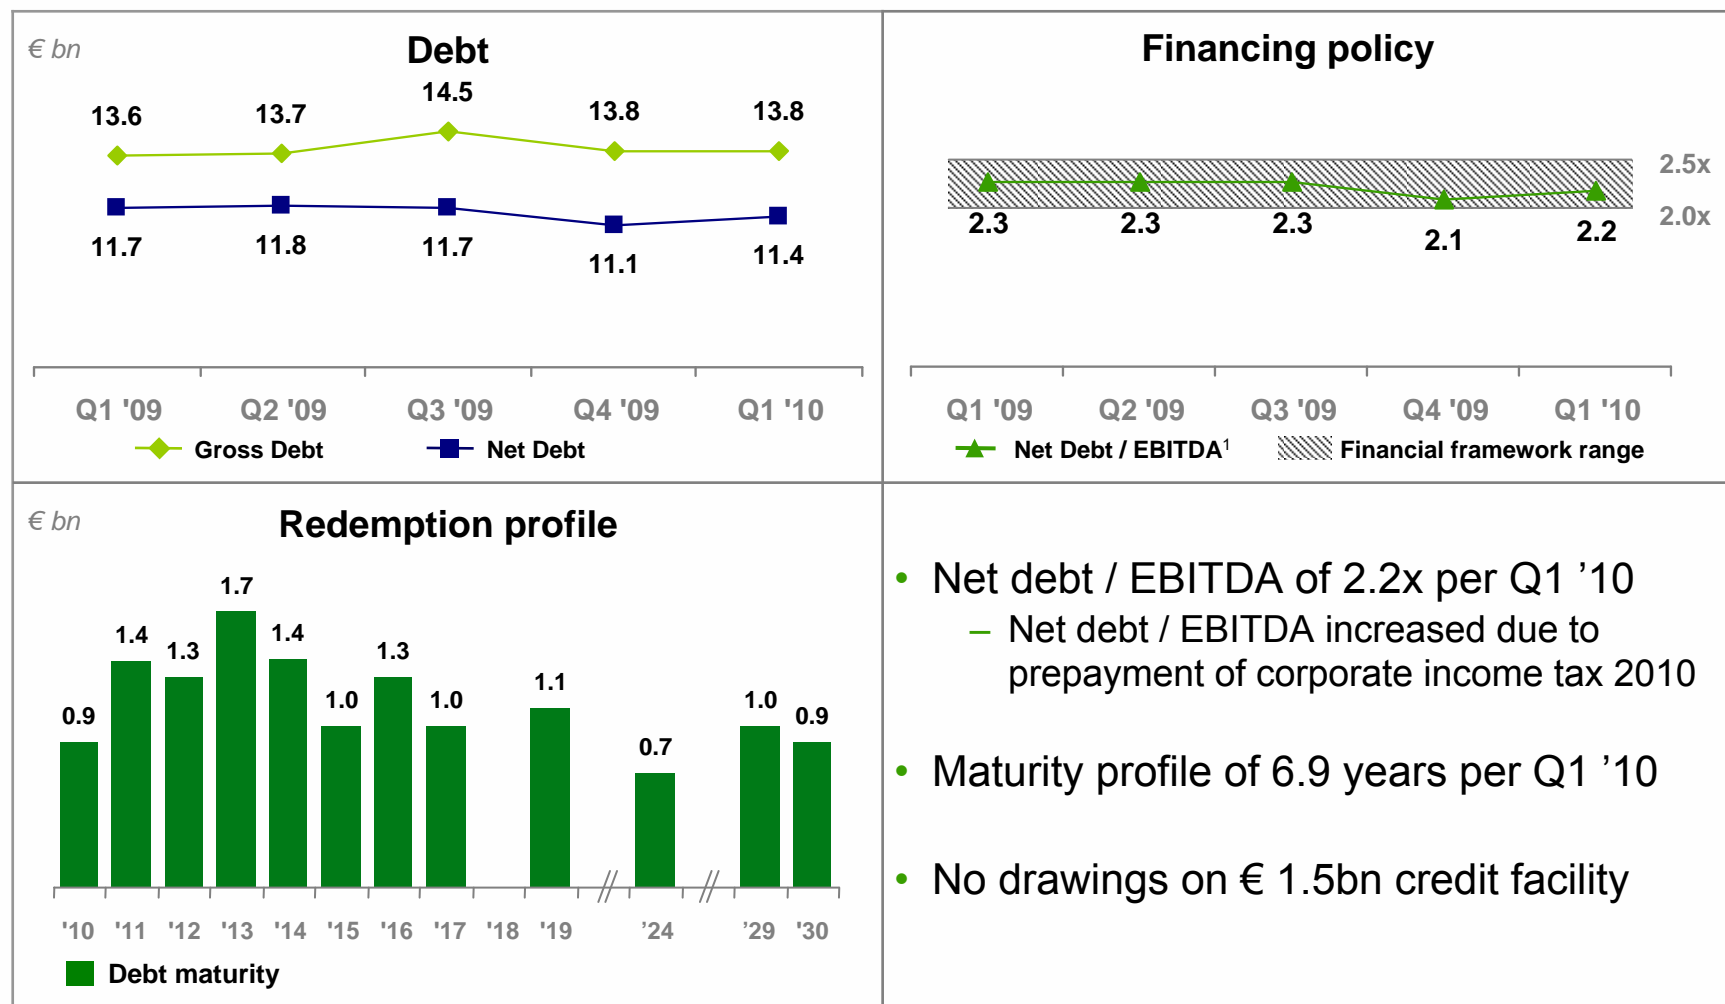 € bn
Debt
13.6
13.7
14.5
13.8
13.8
11.7
11.8
11.7
11.1
11.4
Q1 '09
Q2 '09
Q3 '09
Q4 '09
Q1 '10
Gross Debt
Net Debt
Financing policy
2.5x
2.0x
2.3
2.3
2.3
2.1
2.2
Q1 '09
Q2 '09
Q3 '09
Q4 '09
Q1 '10
Net Debt / EBITDA¹
Financial framework range
€ bn
Redemption profile
0.9
1.4
1.3
1.7
1.4
1.0
1.3
1.0
1.1
0.7
1.0
0.9
'10
'11
'12
'13
'14
'15
'16
'17
'18
'19
’24
’29
'30
Debt maturity
• Net debt / EBITDA of 2.2x per Q1 ’10
– Net debt / EBITDA increased due to
prepayment of corporate income tax 2010
• Maturity profile of 6.9 years per Q1 ’10
• No drawings on € 1.5bn credit facility